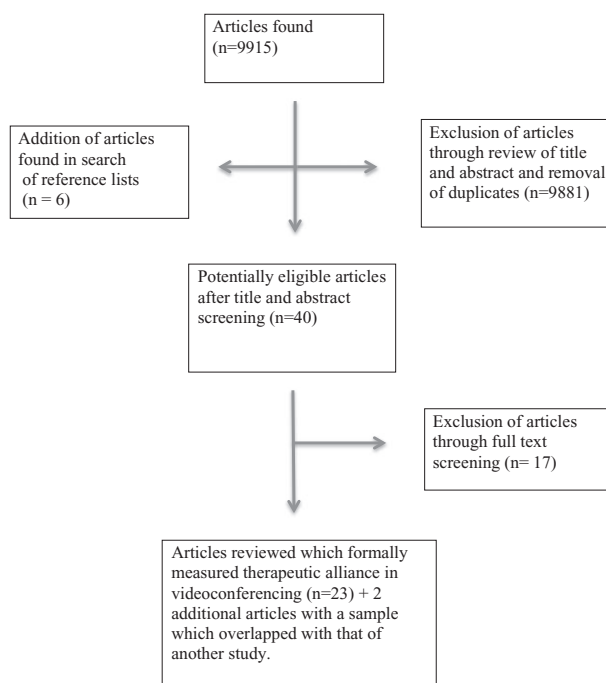 Articles found
(n=9915)
Addition of articles
found in search
of reference lists
(n = 6)
Exclusion of articles
through review of title
and abstract and removal
of duplicates (n=9881)
Potentially eligible articles
after title and abstract
screening (n=40)
Exclusion of articles
through full text
screening (n= 17)
Articles reviewed which formally
measured therapeutic alliance in
videoconferencing (n=23) + 2
additional articles with a sample
which overlapped with that of
another study.